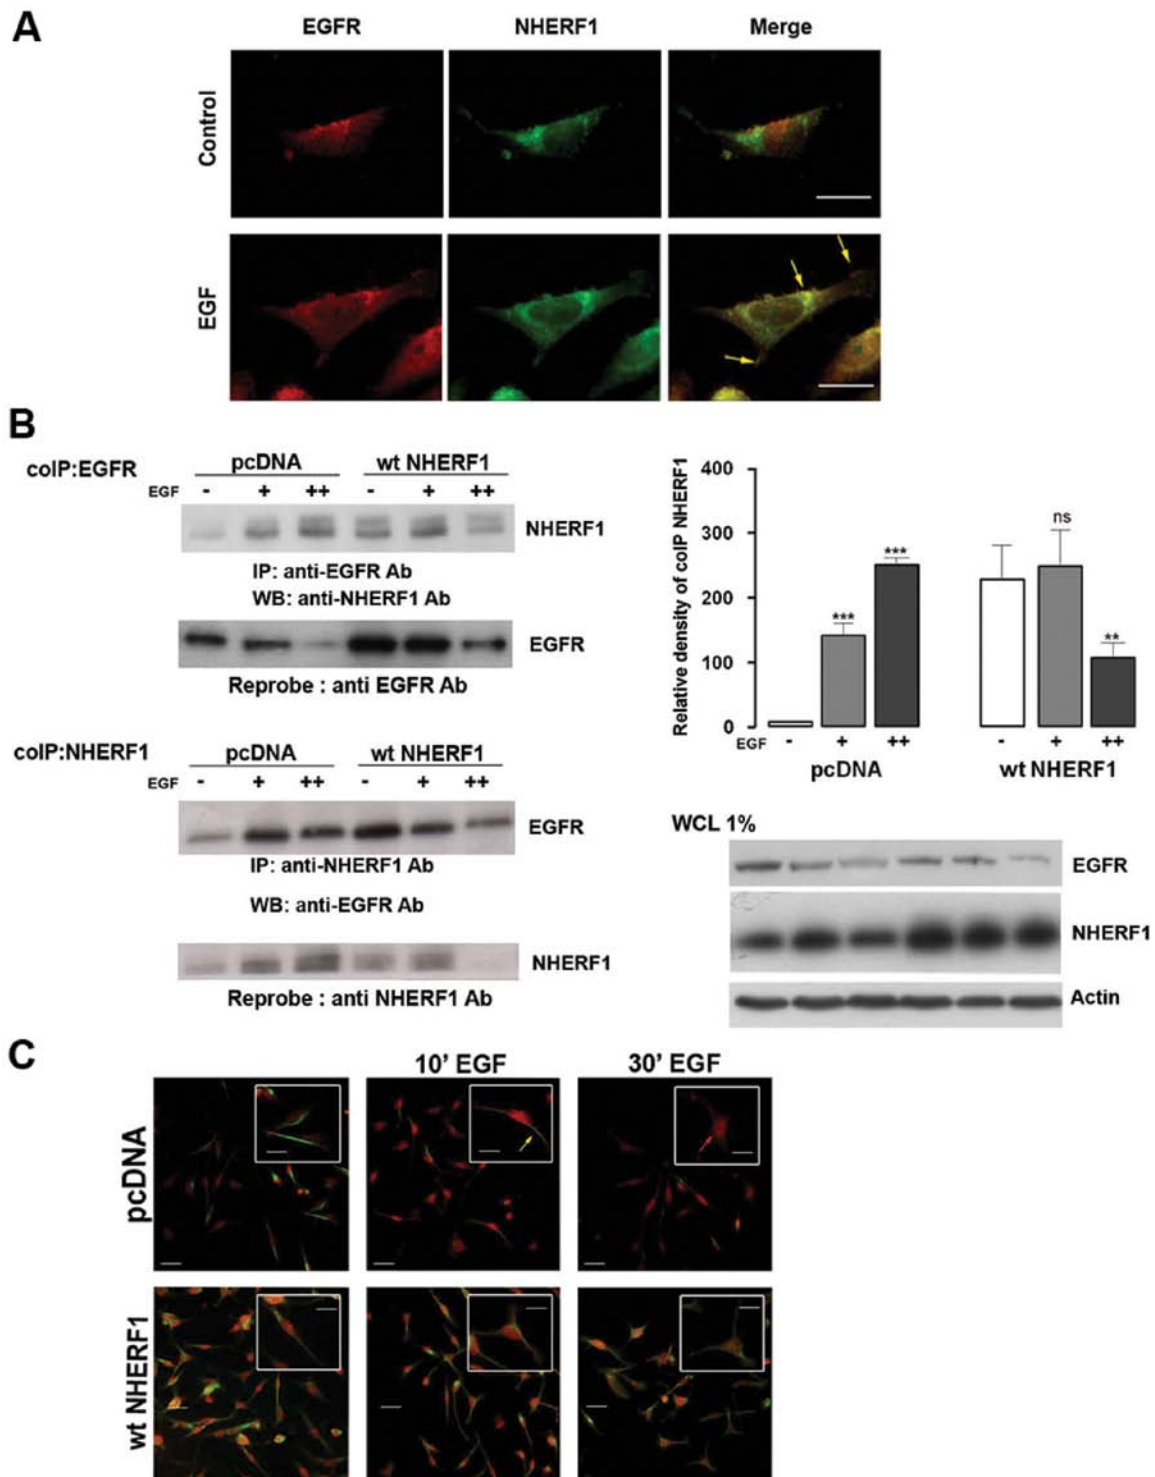 A
EGFR NHERF1 Merge
Control
EGF
B
coIP:EGFR
pcDNA wt NHERF1
EGF - + ++ - + ++
NHERF1
IP: anti-EGFR Ab
WB: anti-NHERF1 Ab
EGFR
Reprobe : anti EGFR Ab
coIP:NHERF1
pcDNA wt NHERF1
EGF - + ++ - + ++
EGFR
IP: anti-NHERF1 Ab
WB: anti-EGFR Ab
NHERF1
Reprobe : anti NHERF1 Ab
Relative density of coIP NHERF1
400
300
200
100
0
***
***
ns
**
EGF - + ++ - + ++
pcDNA wt NHERF1
WCL 1%
EGFR
NHERF1
Actin
C
10' EGF 30' EGF
pcDNA
wt NHERF1